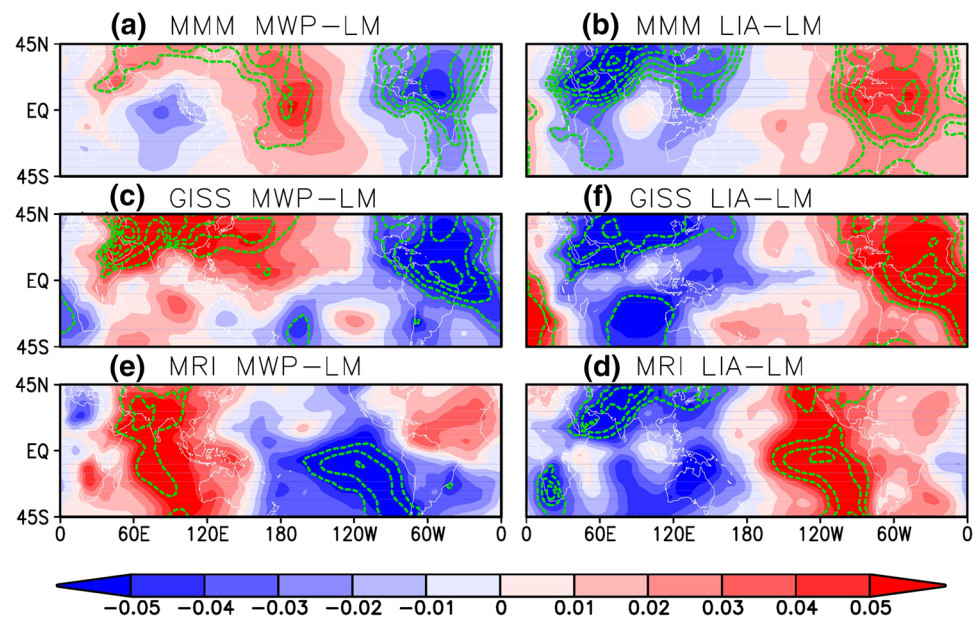 (a) MMM MWP−LM (b) MMM LIA−LM
45N
EQ
45S
(c) GISS MWP−LM (f) GISS LIA−LM
45N
EQ
45S
(e) MRI MWP−LM (d) MRI LIA−LM
45N
EQ
45S
0 60E 120E 180 120W 60W 0 0 60E 120E 180 120W 60W 0
−0.05 −0.04 −0.03 −0.02 −0.01 0 0.01 0.02 0.03 0.04 0.05